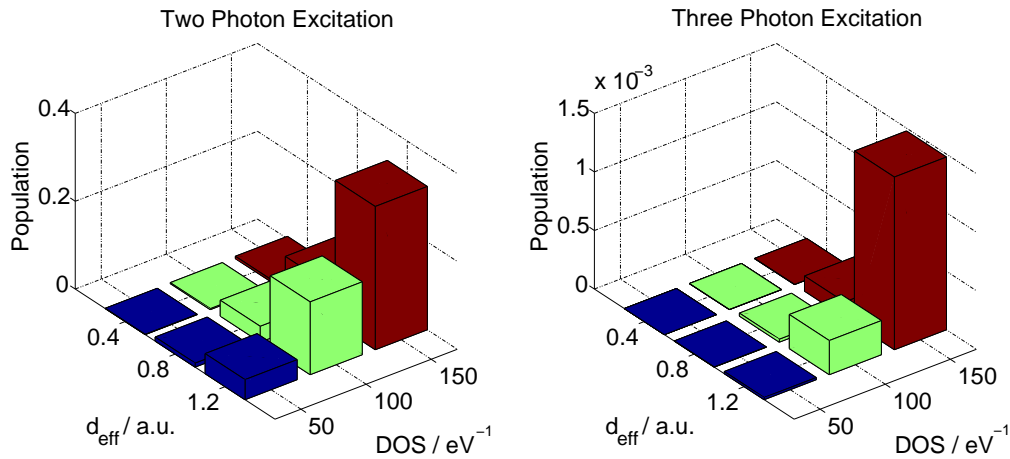 Two Photon Excitation
0.4
0.2
0
Population
0.4
0.8
1.2
d_eff / a.u.
50
100
150
DOS / eV⁻¹
Three Photon Excitation
x 10⁻³
1.5
1
0.5
0
Population
0.4
0.8
1.2
d_eff / a.u.
50
100
150
DOS / eV⁻¹